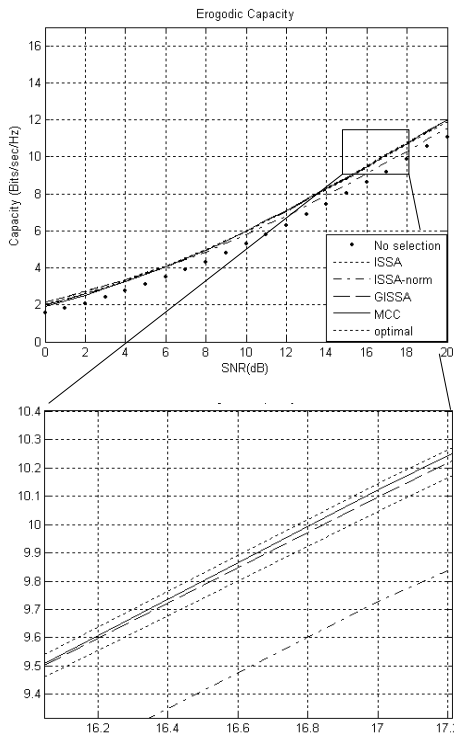 Erogodic Capacity
16
14
12
10
8
6
4
2
0
Capacity (Bits/sec/Hz)
No selection
ISSA
ISSA-norm
GISSA
MCC
optimal
0 2 4 6 8 10 12 14 16 18 20
SNR(dB)
10.4
10.3
10.2
10.1
10
9.9
9.8
9.7
9.6
9.5
9.4
16.2 16.4 16.6 16.8 17